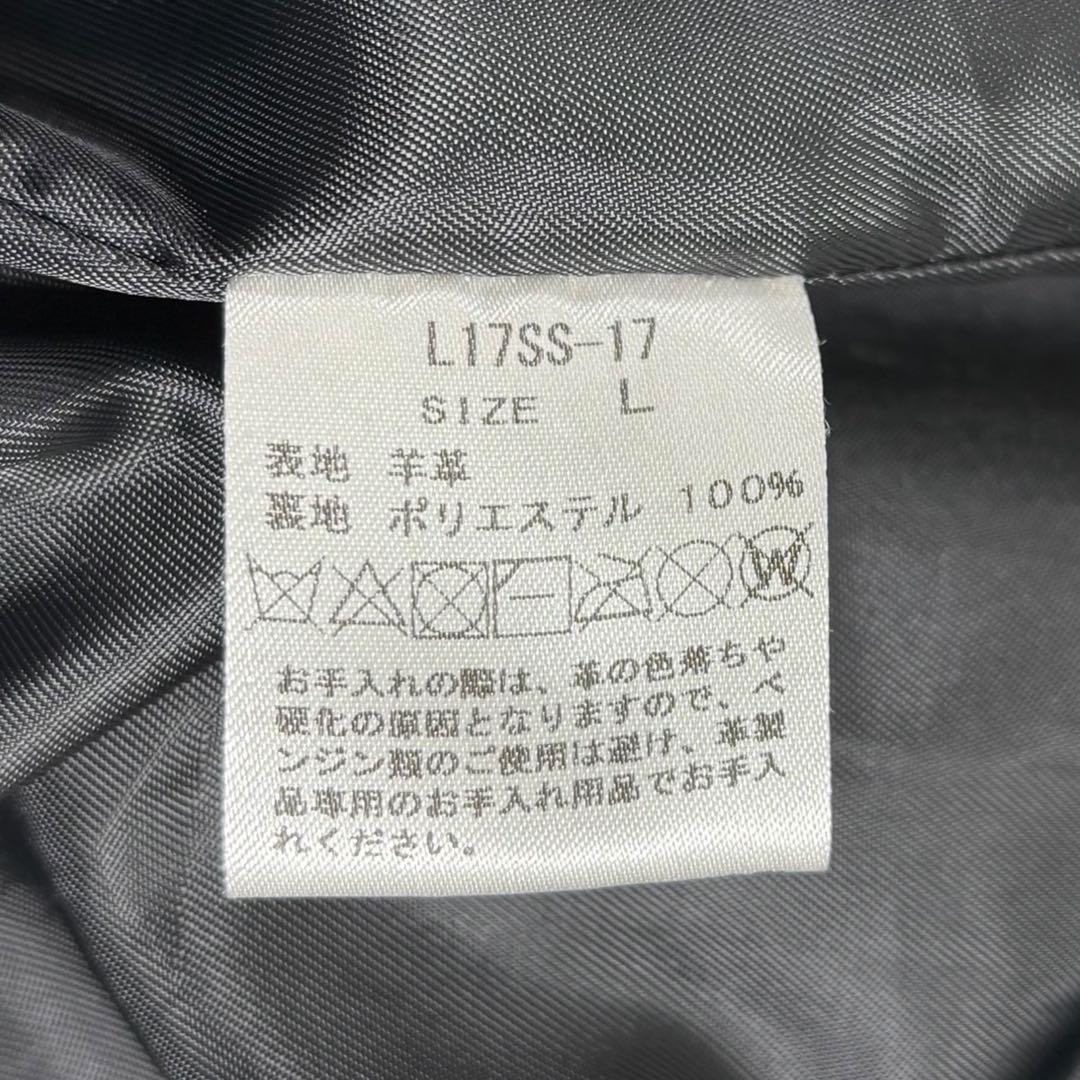 L17SS-17
SIZE L
表地 羊革
裏地 ポリエステル 100%
W
お手入れの際は、革の色落ちや
硬化の原因となりますので、ベ
ンジン類のご使用は避け、革製
品専用のお手入れ用品でお手入
れください。